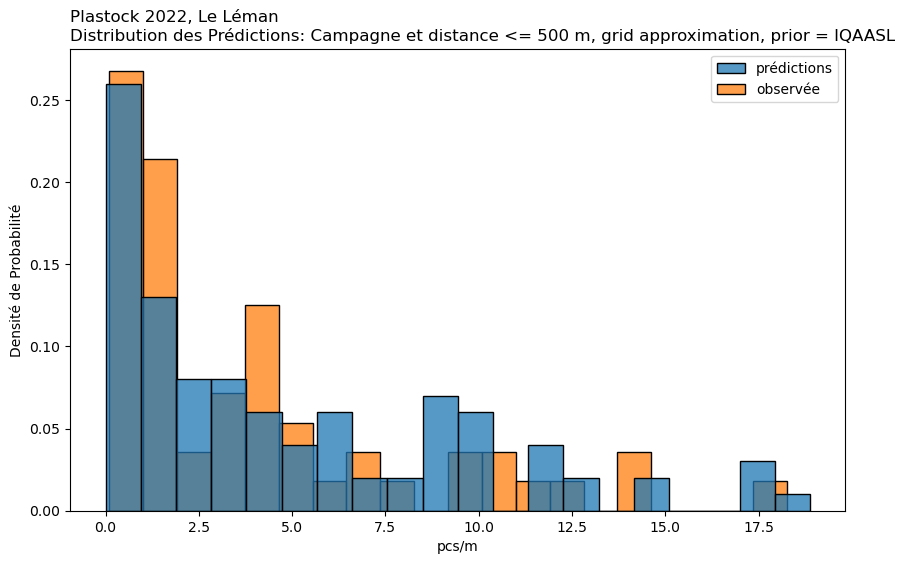 Plastock 2022, Le Léman
Distribution des Prédictions: Campagne et distance <= 500 m, grid approximation, prior = IQAASL
prédictions
observée
Densité de Probabilité
0.25
0.20
0.15
0.10
0.05
0.00
0.0 2.5 5.0 7.5 10.0 12.5 15.0 17.5
pcs/m